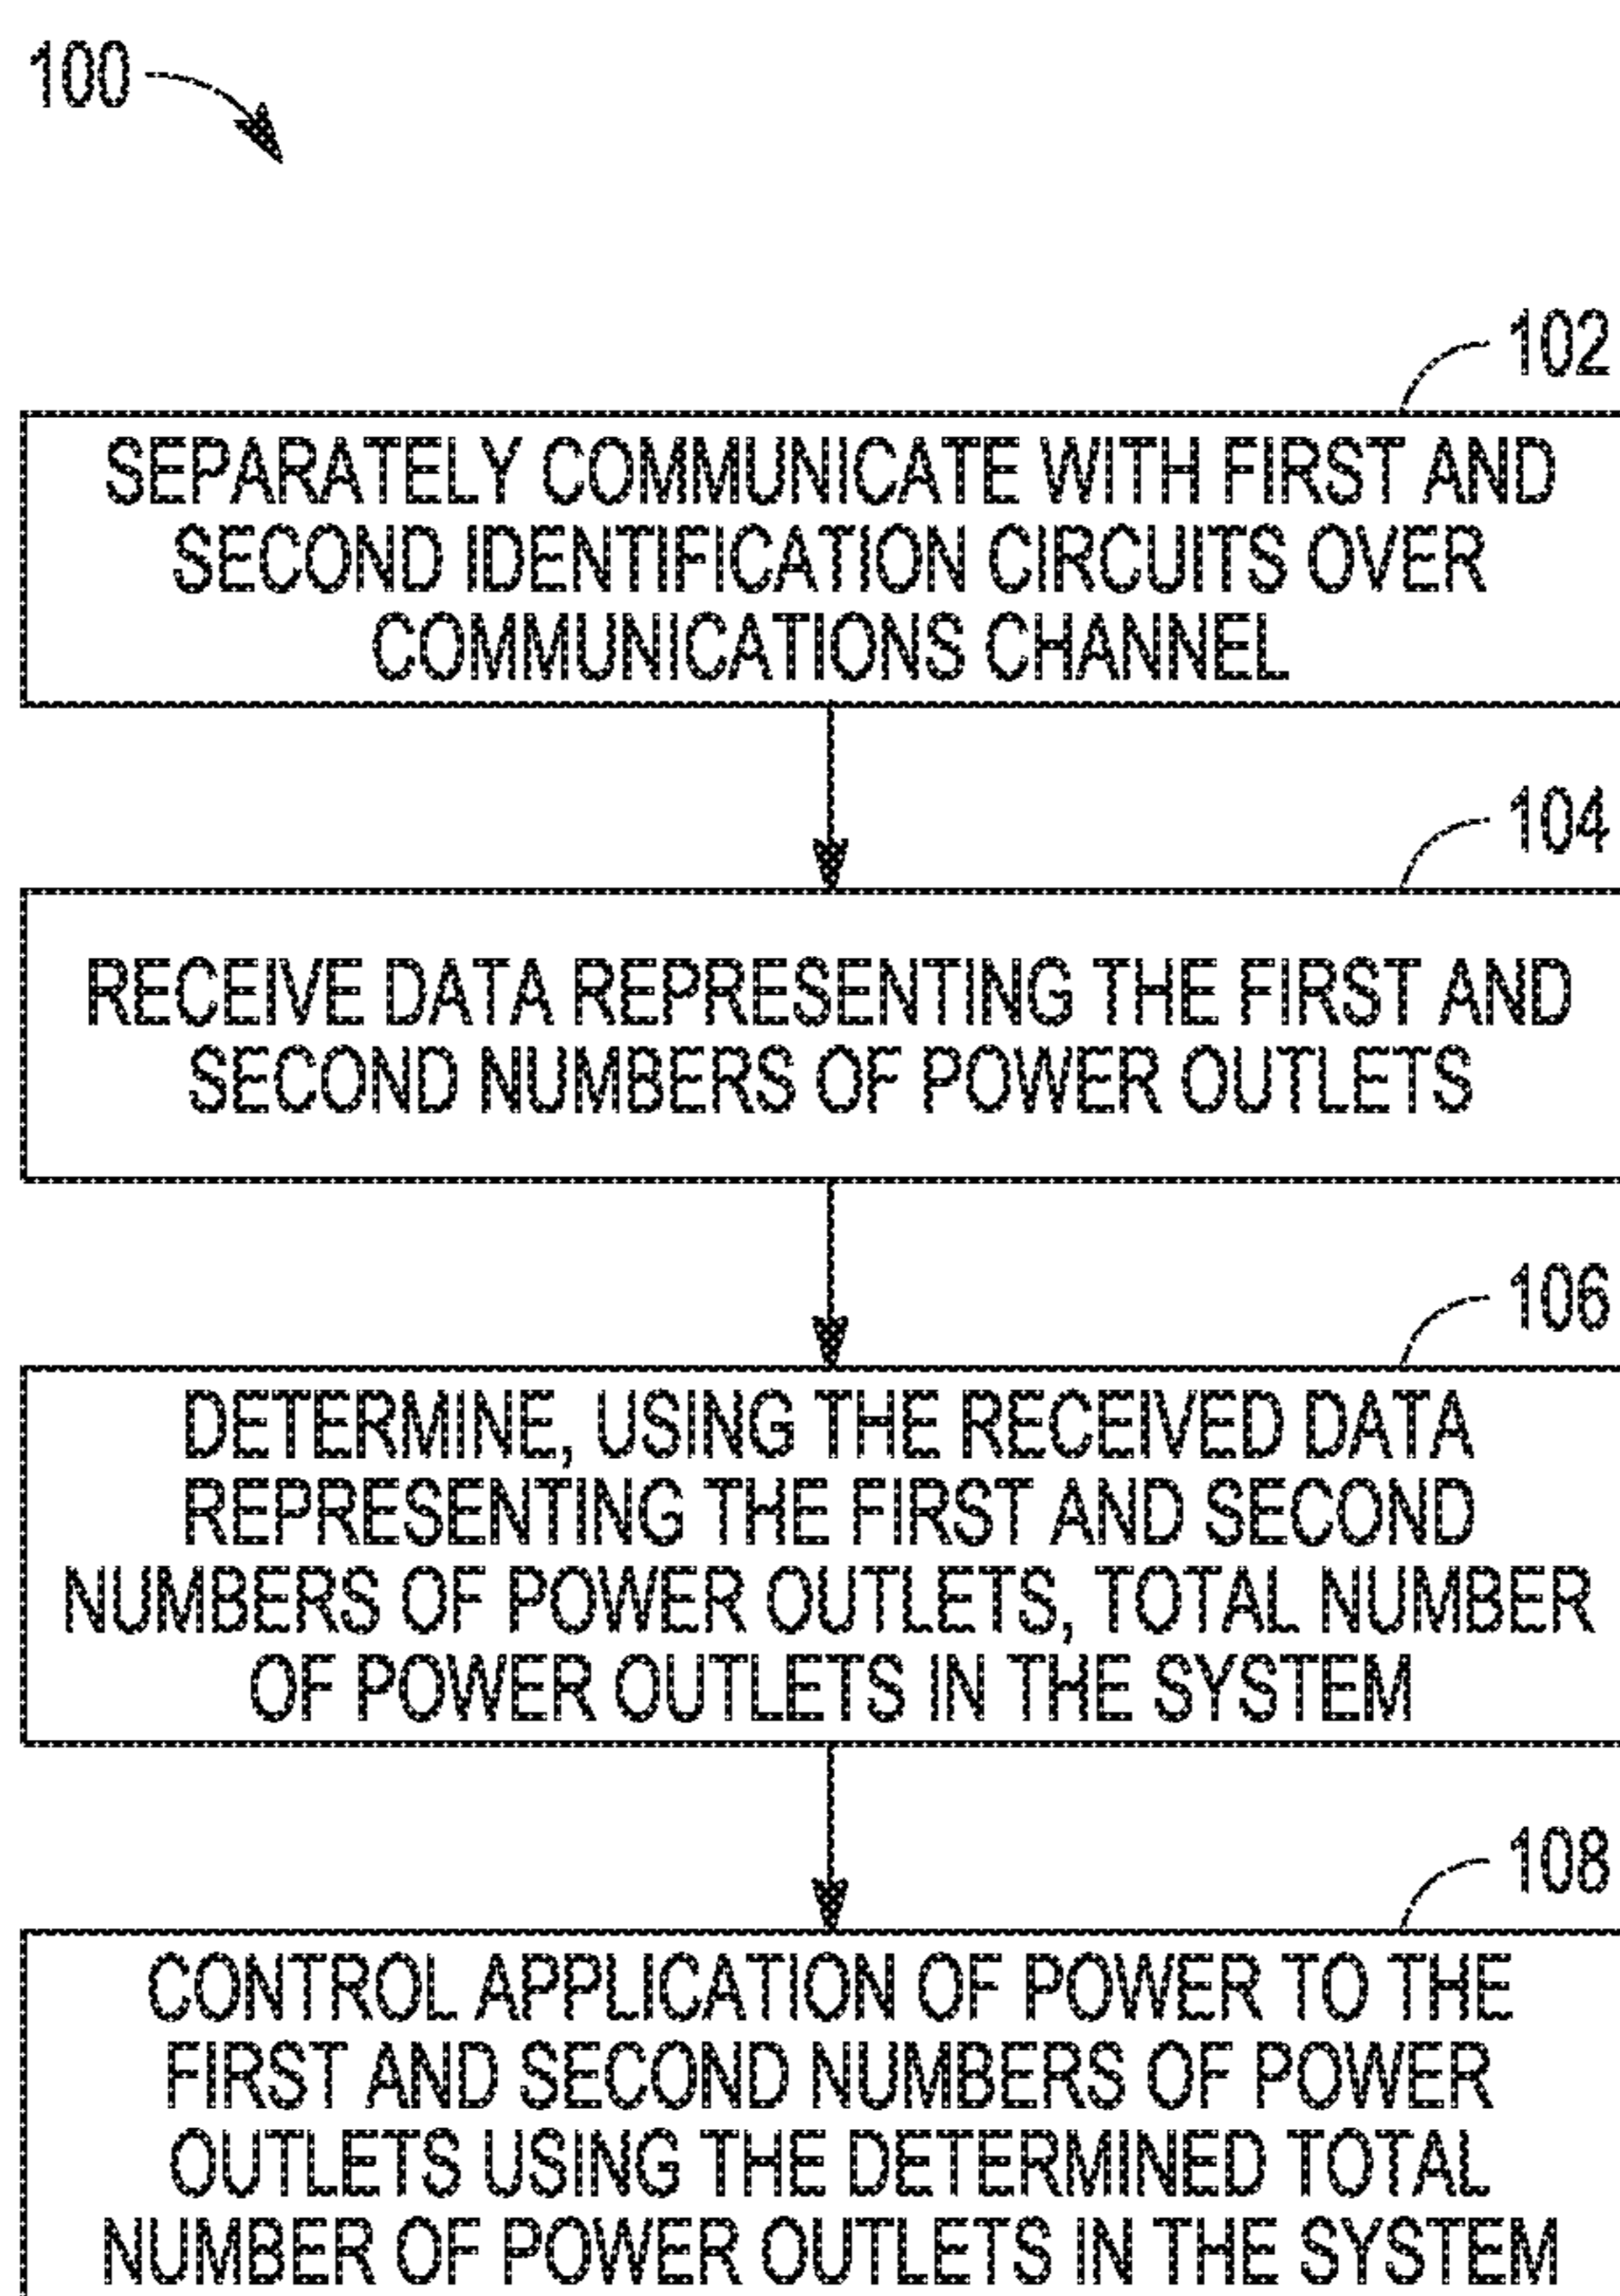 100
102
SEPARATELY COMMUNICATE WITH FIRST AND
SECOND IDENTIFICATION CIRCUITS OVER
COMMUNICATIONS CHANNEL
104
RECEIVE DATA REPRESENTING THE FIRST AND
SECOND NUMBERS OF POWER OUTLETS
106
DETERMINE, USING THE RECEIVED DATA
REPRESENTING THE FIRST AND SECOND
NUMBERS OF POWER OUTLETS, TOTAL NUMBER
OF POWER OUTLETS IN THE SYSTEM
108
CONTROL APPLICATION OF POWER TO THE
FIRST AND SECOND NUMBERS OF POWER
OUTLETS USING THE DETERMINED TOTAL
NUMBER OF POWER OUTLETS IN THE SYSTEM